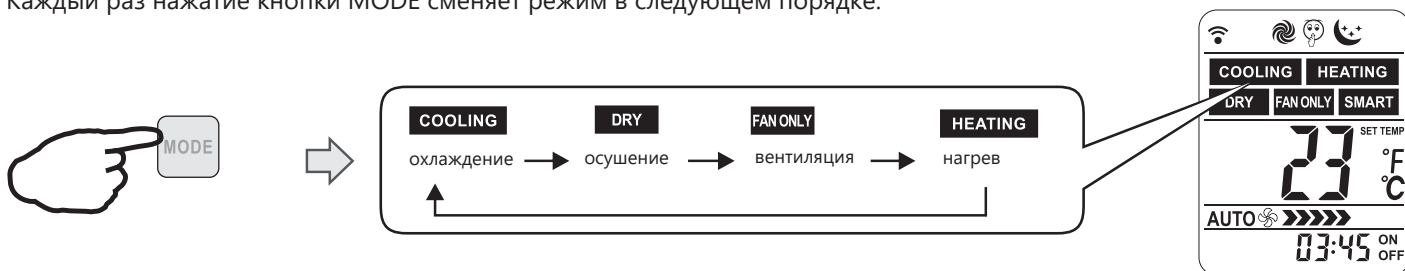 Каждый раз нажатие кнопки MODE сменяет режим в следующем порядке.
MODE
COOLING DRY FAN ONLY HEATING
охлаждение осушение вентиляция нагрев
COOLING HEATING
DRY FAN ONLY SMART
SET TEMP
23 °F
°C
AUTO
03:45 ON
OFF